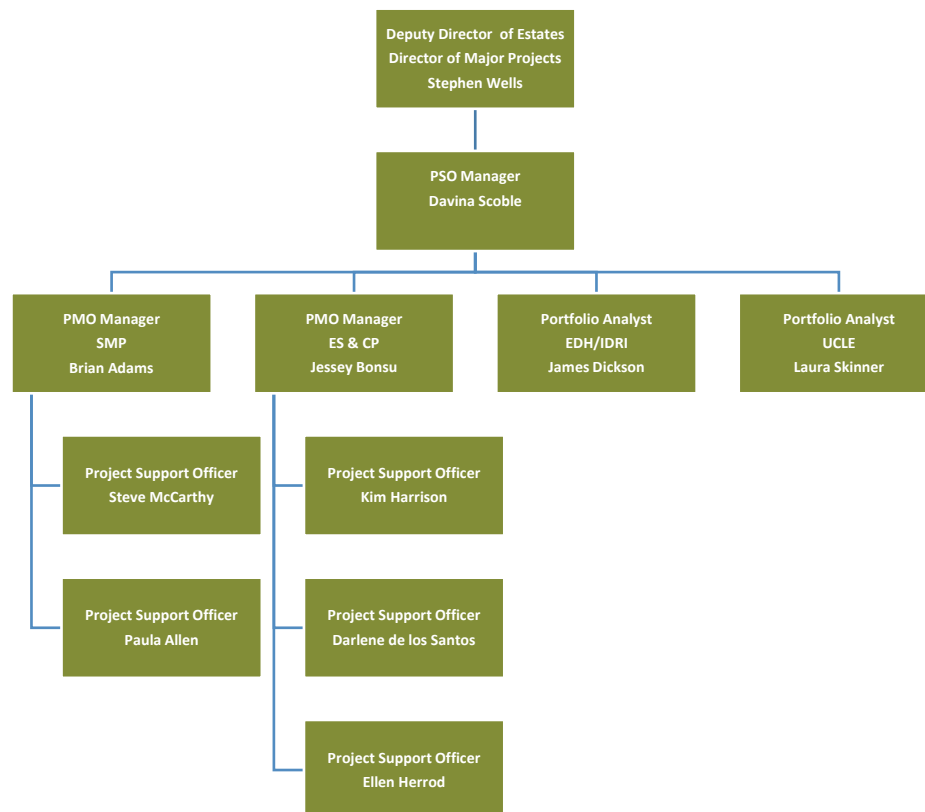 Deputy Director of Estates
Director of Major Projects
Stephen Wells
PSO Manager
Davina Scoble
PMO Manager
SMP
Brian Adams
PMO Manager
ES & CP
Jessey Bonsu
Portfolio Analyst
EDH/IDRI
James Dickson
Portfolio Analyst
UCLE
Laura Skinner
Project Support Officer
Steve McCarthy
Project Support Officer
Kim Harrison
Project Support Officer
Paula Allen
Project Support Officer
Darlene de los Santos
Project Support Officer
Ellen Herrod